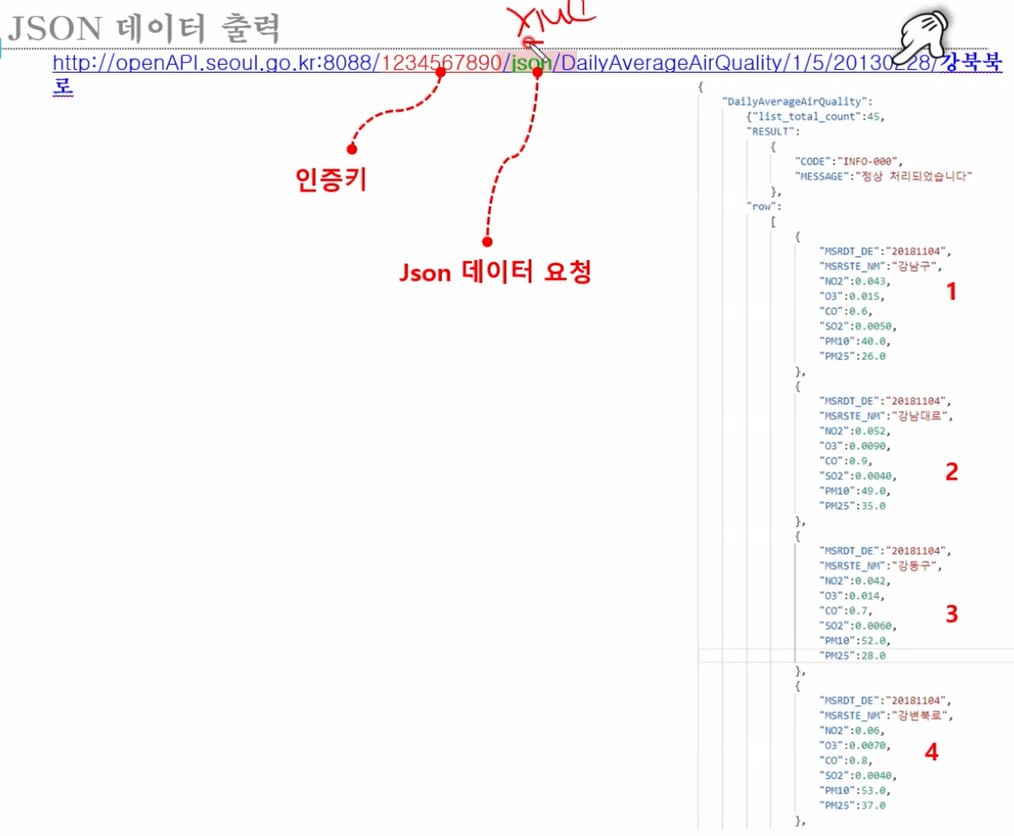 JSON 데이터 출력
xml
http://openAPI.seoul.go.kr:8088/1234567890/json/DailyAverageAirQuality/1/5/20130228/강북북
로
인증키
Json 데이터 요청
{
"DailyAverageAirQuality":
{"list_total_count":45,
"RESULT":
{
"CODE":"INFO-000",
"MESSAGE":"정상 처리되었습니다"
},
"row":
[
{
"MSRDT_DE":"20181104",
"MSRSTE_NM":"강남구",
"NO2":0.043,
"O3":0.015,
"CO":0.6,
"SO2":0.0050,
"PM10":40.0,
"PM25":26.0
},
1
{
"MSRDT_DE":"20181104",
"MSRSTE_NM":"강남대로",
"NO2":0.052,
"O3":0.0090,
"CO":0.9,
"SO2":0.0040,
"PM10":49.0,
"PM25":35.0
},
2
{
"MSRDT_DE":"20181104",
"MSRSTE_NM":"강동구",
"NO2":0.042,
"O3":0.014,
"CO":0.7,
"SO2":0.0060,
"PM10":52.0,
"PM25":28.0
},
3
{
"MSRDT_DE":"20181104",
"MSRSTE_NM":"강변북로",
"NO2":0.06,
"O3":0.0070,
"CO":0.8,
"SO2":0.0040,
"PM10":53.0,
"PM25":37.0
},
4